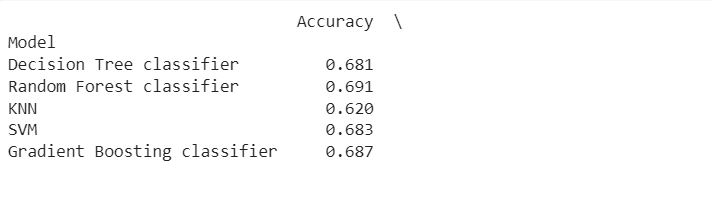 Accuracy \
Model
Decision Tree classifier 0.681
Random Forest classifier 0.691
KNN 0.620
SVM 0.683
Gradient Boosting classifier 0.687